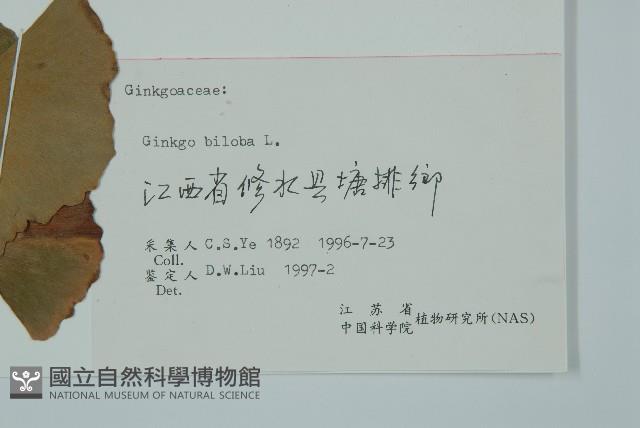 Ginkgoaceae:
Ginkgo biloba L.
江西省修水县塘排鄉
采集人 C.S.Ye 1892 1996-7-23
Coll.
鉴定人 D.W.Liu 1997-2
Det.
江苏省
中国科学院 植物研究所(NAS)
國立自然科學博物館
NATIONAL MUSEUM OF NATURAL SCIENCE